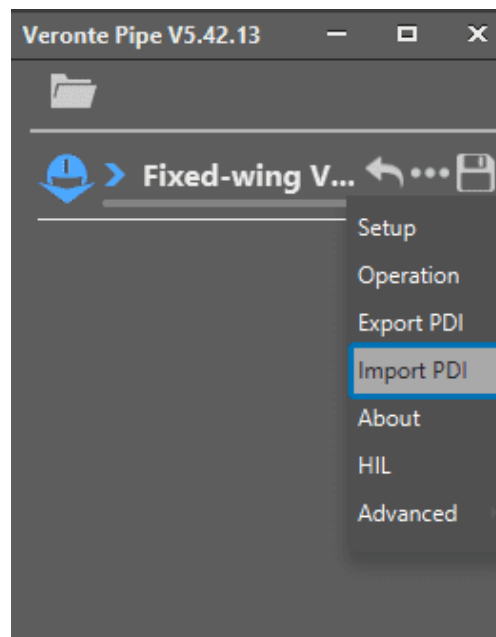 Veronte Pipe V5.42.13
Fixed-wing V...
Setup
Operation
Export PDI
Import PDI
About
HIL
Advanced